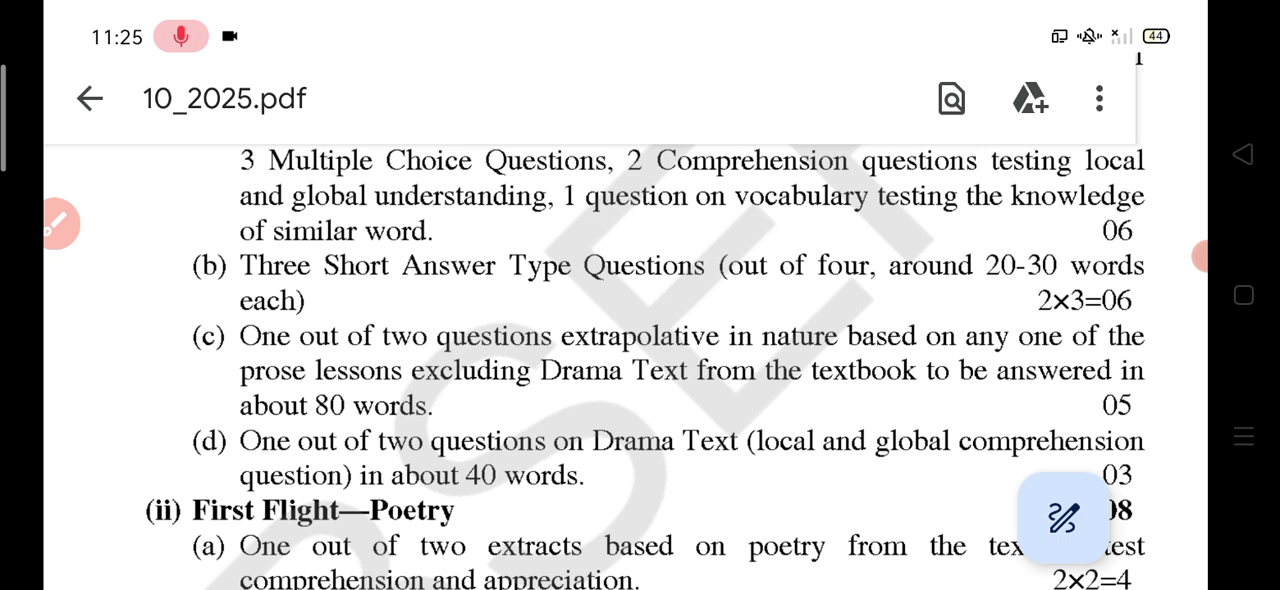 11:25
44
10_2025.pdf
3 Multiple Choice Questions, 2 Comprehension questions testing local
and global understanding, 1 question on vocabulary testing the knowledge
of similar word. 06
(b) Three Short Answer Type Questions (out of four, around 20-30 words
each) 2×3=06
(c) One out of two questions extrapolative in nature based on any one of the
prose lessons excluding Drama Text from the textbook to be answered in
about 80 words. 05
(d) One out of two questions on Drama Text (local and global comprehension
question) in about 40 words. 03
(ii) First Flight—Poetry
(a) One out of two extracts based on poetry from the
comprehension and appreciation. 2×2=4